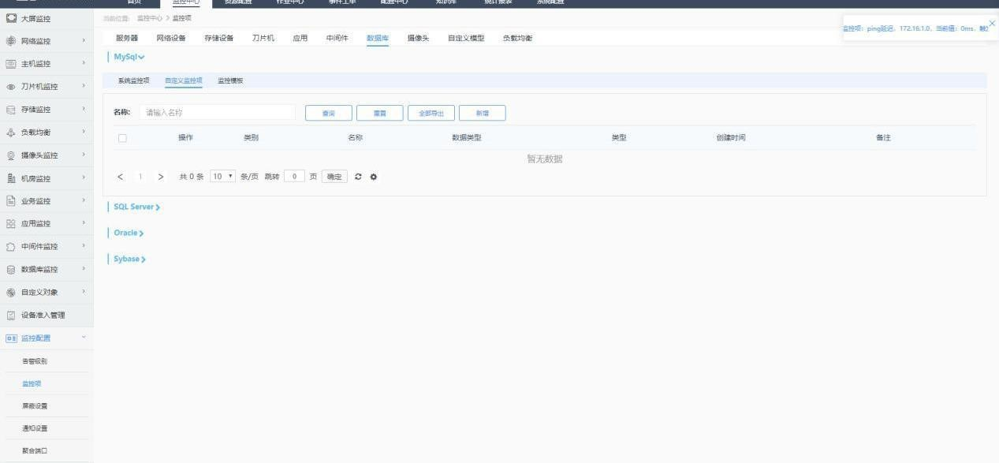 首页 监控中心 资源配置 作业中心 事件工单 配置中心 知识库 统计报表 系统配置
当前位置: 监控中心 > 监控项
监控项: ping延迟, 172.16.1.0, 当前值: 0ms,
服务器 网络设备 存储设备 刀片机 应用 中间件 数据库 摄像头 自定义模型 负载均衡
MySql
系统监控项 自定义监控项 监控模板
名称: 请输入名称 查询 重置 全部导出 新增
操作 类别 名称 数据类型 类型 创建时间 备注
暂无数据
< 1 > 共 0 条 10 条/页 跳转 0 页 确定
SQL Server
Oracle
Sybase
大屏监控
网络监控
主机监控
刀片机监控
存储监控
负载均衡
摄像头监控
机房监控
业务监控
应用监控
中间件监控
数据库监控
自定义对象
设备准入管理
监控配置
告警级别
监控项
屏蔽设置
通知设置
聚合端口